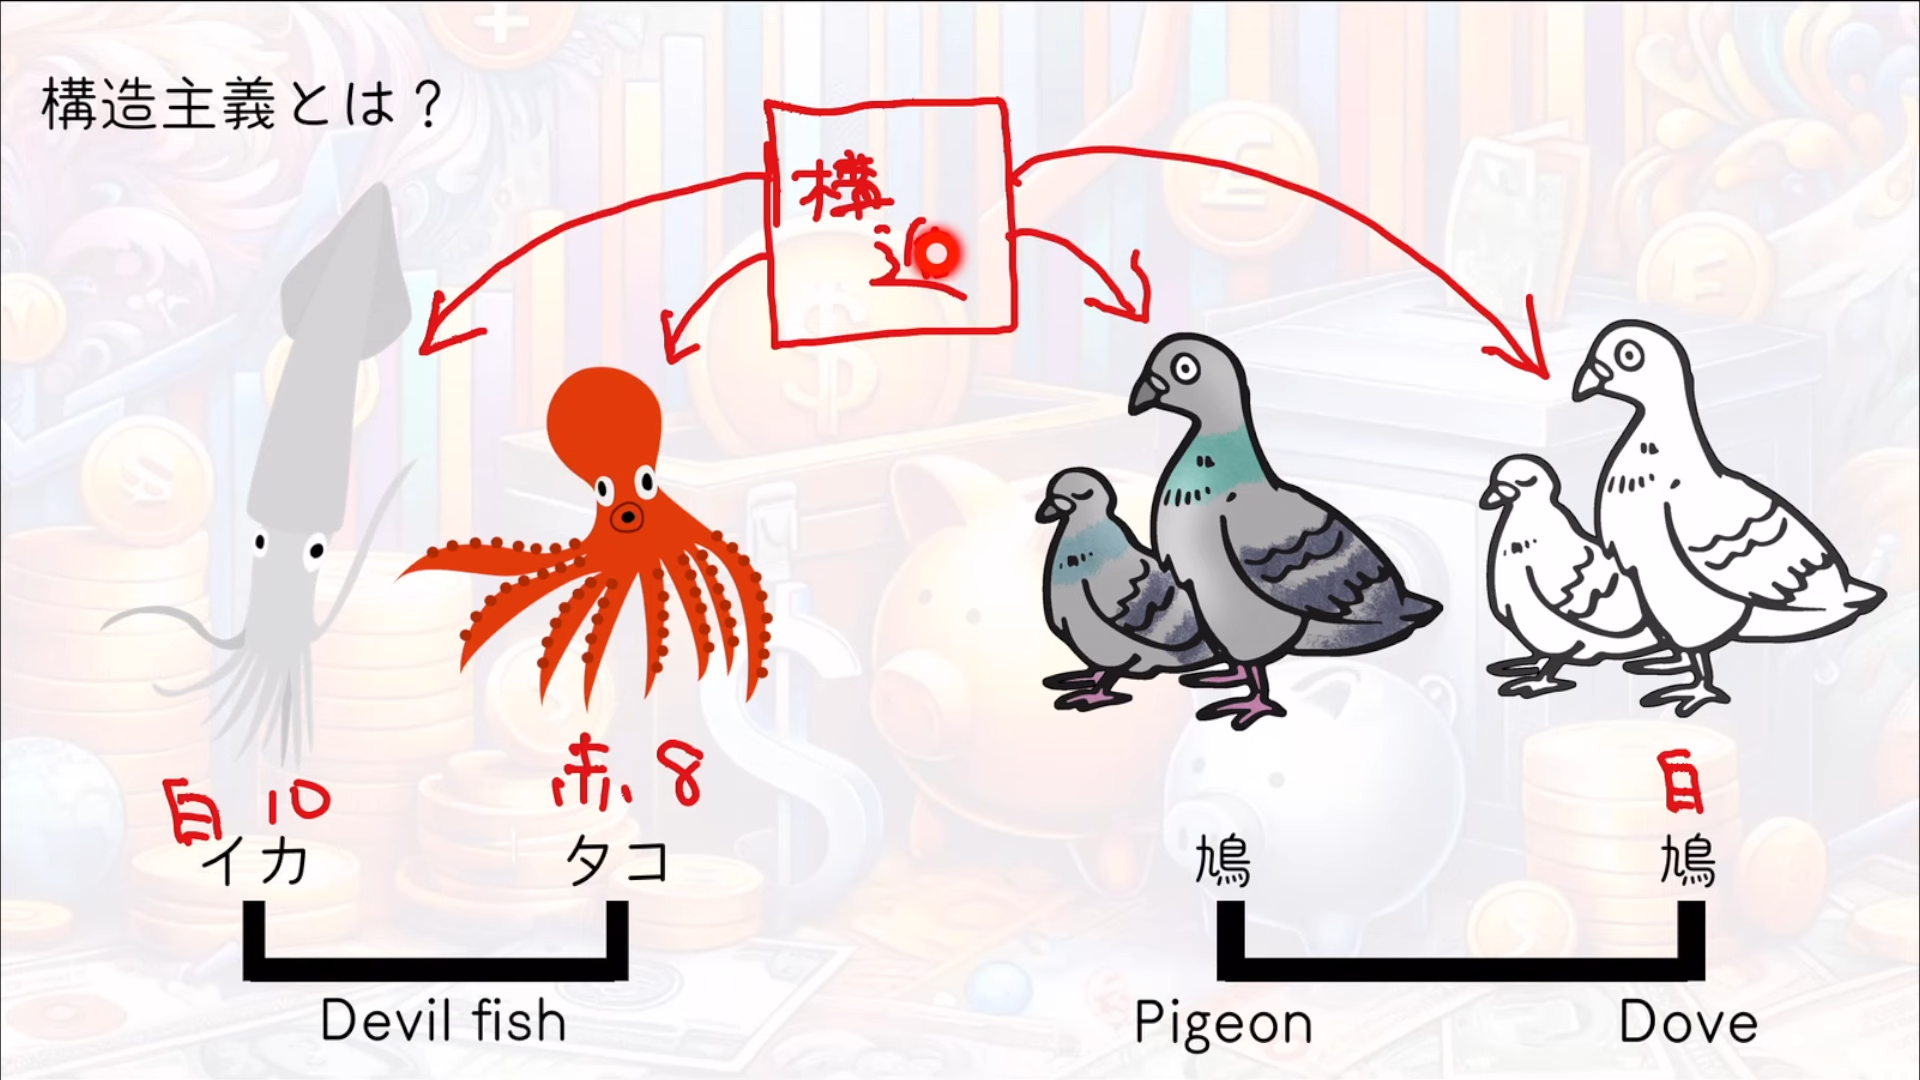 構造主義とは？
構
白 10
赤、8
白
イカ
タコ
鳩
鳩
Devil fish
Pigeon
Dove